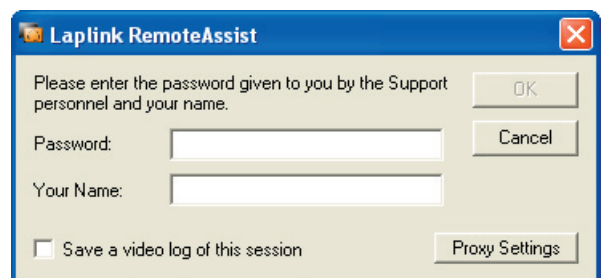 Laplink RemoteAssist
Please enter the password given to you by the Support
personnel and your name.
OK
Password:
Cancel
Your Name:
Save a video log of this session
Proxy Settings